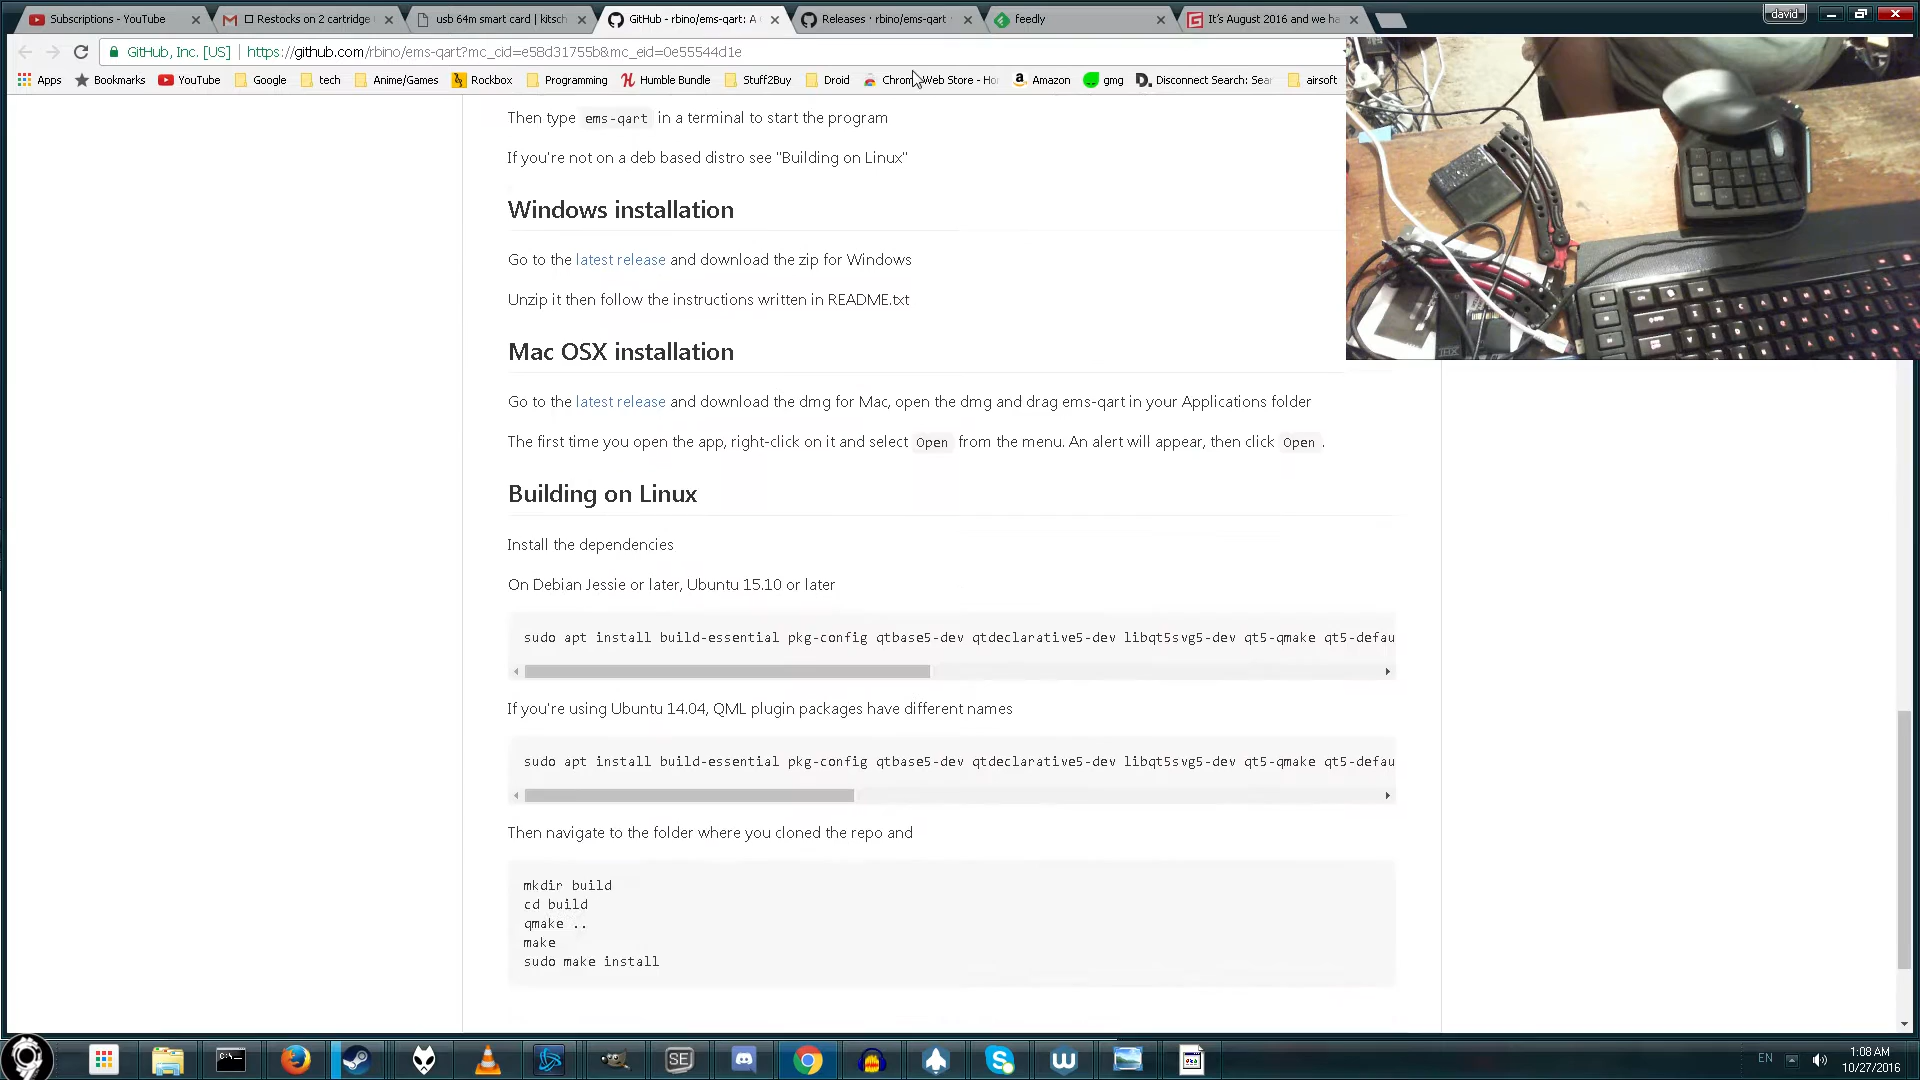 Subscriptions - YouTube
Restocks on 2 cartridge
usb 64m smart card | kitsch
GitHub - rbino/ems-qart: A
Releases · rbino/ems-qart
feedly
It's August 2016 and we ha
david
GitHub, Inc. [US]
https://github.com/rbino/ems-qart?mc_cid=e58d31755b&mc_eid=0e55544d1e
Apps
Bookmarks
YouTube
Google
tech
Anime/Games
Rockbox
Programming
Humble Bundle
Stuff2Buy
Droid
Chrom Web Store - Ho
Amazon
gmg
Disconnect Search: Sea
airsoft
Then type ems-qart in a terminal to start the program
If you're not on a deb based distro see "Building on Linux"
Windows installation
Go to the latest release and download the zip for Windows
Unzip it then follow the instructions written in README.txt
Mac OSX installation
Go to the latest release and download the dmg for Mac, open the dmg and drag ems-qart in your Applications folder
The first time you open the app, right-click on it and select Open from the menu. An alert will appear, then click Open .
Building on Linux
Install the dependencies
On Debian Jessie or later, Ubuntu 15.10 or later
sudo apt install build-essential pkg-config qtbase5-dev qtdeclarative5-dev libqt5svg5-dev qt5-qmake qt5-defau
If you're using Ubuntu 14.04, QML plugin packages have different names
sudo apt install build-essential pkg-config qtbase5-dev qtdeclarative5-dev libqt5svg5-dev qt5-qmake qt5-defau
Then navigate to the folder where you cloned the repo and
mkdir build
cd build
qmake ..
make
sudo make install
SE
EN
1:08 AM
10/27/2016